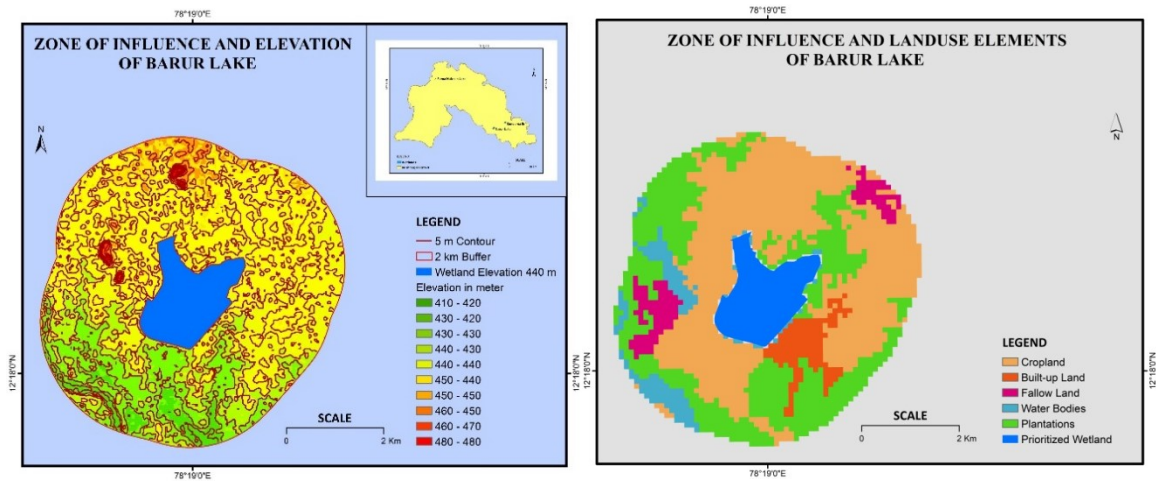 78°19'0"E
ZONE OF INFLUENCE AND ELEVATION
OF BARUR LAKE
N
LEGEND
5 m Contour
2 km Buffer
Wetland Elevation 440 m
Elevation in meter
410 - 420
430 - 420
430 - 430
440 - 430
440 - 440
450 - 440
450 - 450
460 - 450
460 - 470
480 - 480
SCALE
0 2 Km
12°18'0"N
12°18'0"N
78°19'0"E
78°19'0"E
ZONE OF INFLUENCE AND LANDUSE ELEMENTS
OF BARUR LAKE
N
LEGEND
Cropland
Built-up Land
Fallow Land
Water Bodies
Plantations
Prioritized Wetland
SCALE
0 2 Km
12°18'0"N
12°18'0"N
78°19'0"E